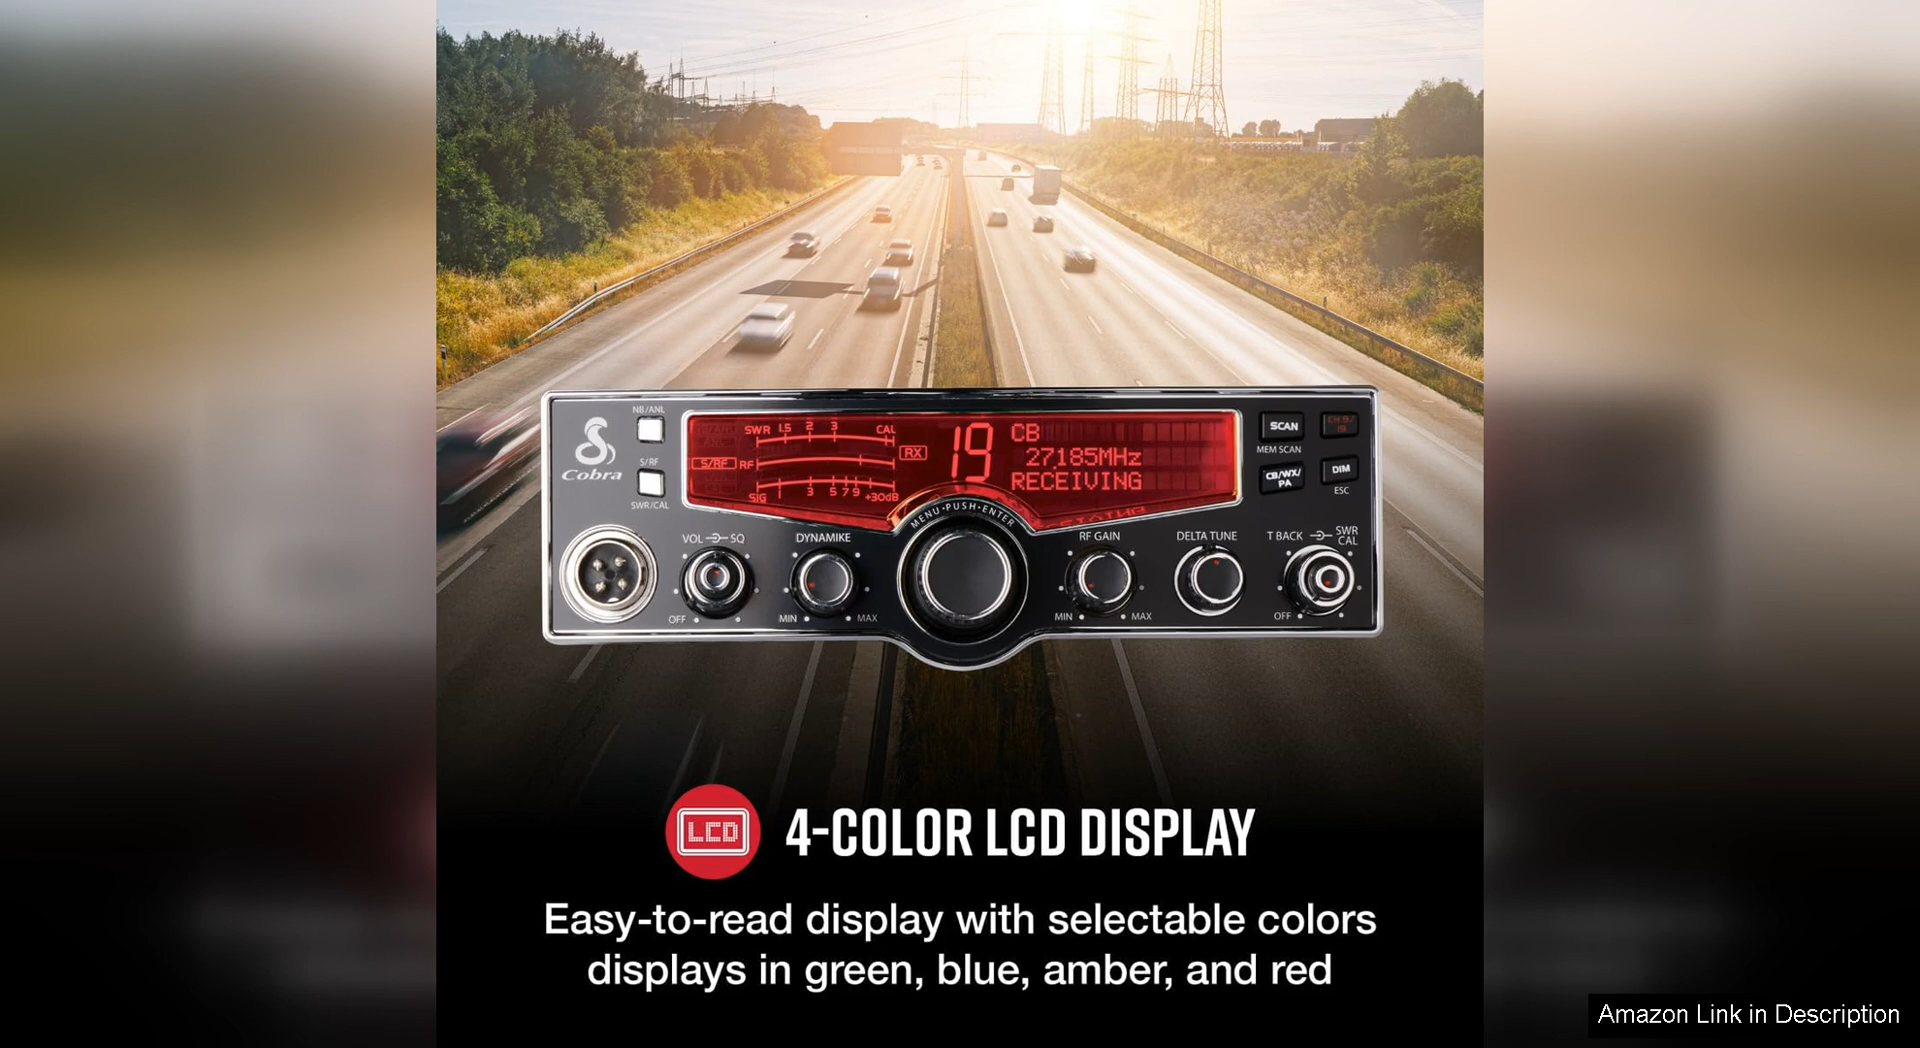 NB/ANL
S/RF
SWR/CAL
Cobra
SWR 1.5 2 3 CAL
S/RF RF
RX
SIG 1 3 5 7 9 +30dB
19
CB
27.185MHz
RECEIVING
SCAN
MEM SCAN
CH 9/
19
CB/WX/
PA
DIM
ESC
MENU•PUSH•ENTER
VOL SQ
OFF
DYNAMIKE
MIN MAX
RF GAIN
MIN MAX
DELTA TUNE
T BACK SWR
CAL
OFF
LCD
4-COLOR LCD DISPLAY
Easy-to-read display with selectable colors
displays in green, blue, amber, and red
Amazon Link in Description